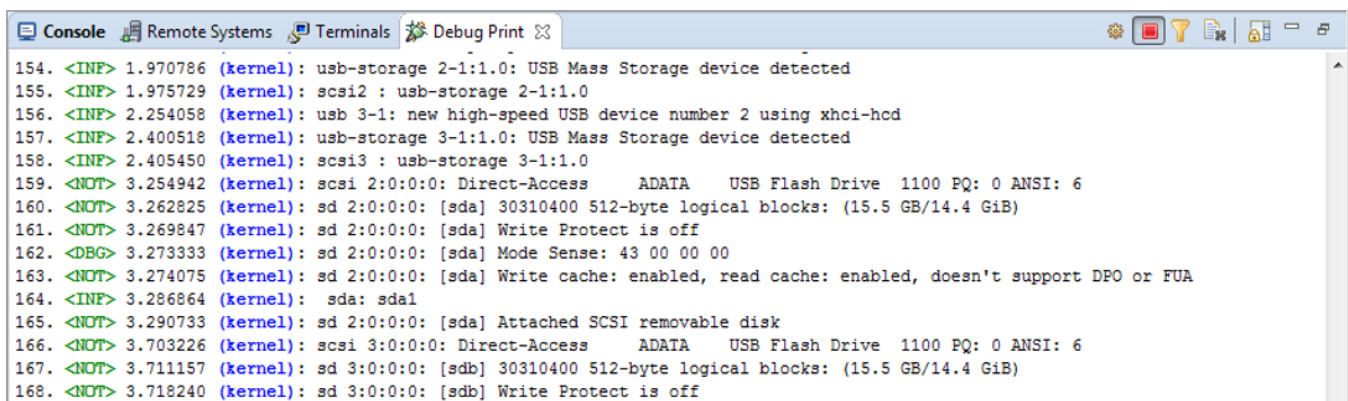 Console Remote Systems Terminals Debug Print
154. <INF> 1.970786 (kernel): usb-storage 2-1:1.0: USB Mass Storage device detected
155. <INF> 1.975729 (kernel): scsi2 : usb-storage 2-1:1.0
156. <INF> 2.254058 (kernel): usb 3-1: new high-speed USB device number 2 using xhci-hcd
157. <INF> 2.400518 (kernel): usb-storage 3-1:1.0: USB Mass Storage device detected
158. <INF> 2.405450 (kernel): scsi3 : usb-storage 3-1:1.0
159. <NOT> 3.254942 (kernel): scsi 2:0:0:0: Direct-Access     ADATA    USB Flash Drive  1100 PQ: 0 ANSI: 6
160. <NOT> 3.262825 (kernel): sd 2:0:0:0: [sda] 30310400 512-byte logical blocks: (15.5 GB/14.4 GiB)
161. <NOT> 3.269847 (kernel): sd 2:0:0:0: [sda] Write Protect is off
162. <DBG> 3.273333 (kernel): sd 2:0:0:0: [sda] Mode Sense: 43 00 00 00
163. <NOT> 3.274075 (kernel): sd 2:0:0:0: [sda] Write cache: enabled, read cache: enabled, doesn't support DPO or FUA
164. <INF> 3.286864 (kernel):  sda: sda1
165. <NOT> 3.290733 (kernel): sd 2:0:0:0: [sda] Attached SCSI removable disk
166. <NOT> 3.703226 (kernel): scsi 3:0:0:0: Direct-Access     ADATA    USB Flash Drive  1100 PQ: 0 ANSI: 6
167. <NOT> 3.711157 (kernel): sd 3:0:0:0: [sdb] 30310400 512-byte logical blocks: (15.5 GB/14.4 GiB)
168. <NOT> 3.718240 (kernel): sd 3:0:0:0: [sdb] Write Protect is off